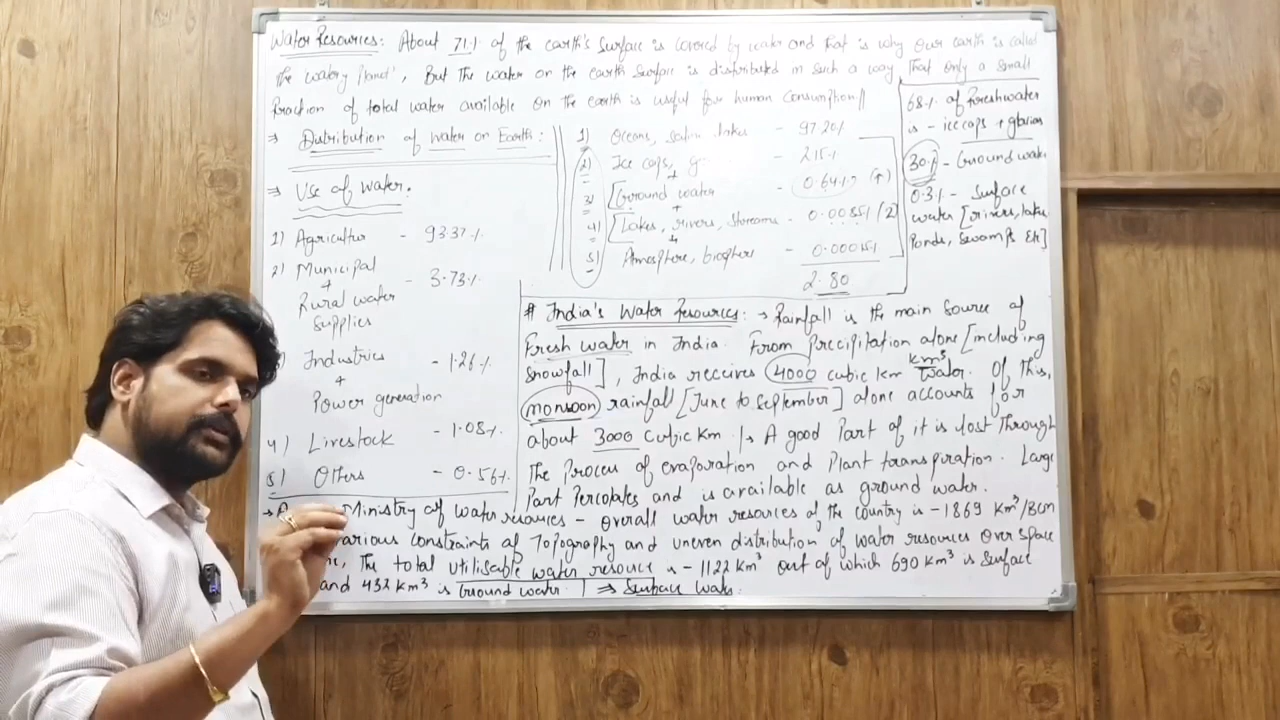 Water Resources: About 71% of the earth's surface is covered by water and that is why our earth is called
the watery Planet', But the water on the earth surface is distributed in such a way that only a small
fraction of total water available on the earth is useful for human consumption//
⇒ Distribution of water on Earth:
1) Oceans, saline lakes - 97.20%
2) Ice caps, g - 2.15%
+
3) [Ground water - 0.64% (1)
+
4) [Lakes, rivers, streams - 0.0085% (2)
+
5) Atmosphere, biosphere - 0.0001%
2.80
68% of freshwater
is - ice caps + glaciers
30% - Ground water
0.3% - Surface
water [rivers, lakes
Ponds, Swamps Etc]
⇒ Use of water.
1) Agriculture - 93.37%
2) Municipal
+
Rural water
supplies - 3.73%
Industries
+
Power generation - 1.26%
4) Livestock - 1.08%
5) Others - 0.56%
# India's Water Resources: → Rainfall is the main source of
Fresh water in India. From Precipitation alone [including
Snowfall], India receives 4000 cubic km water. Of This,
km³
monsoon rainfall [June to September] alone accounts for
about 3000 cubic km. A good Part of it is lost Through
The Process of evaporation and Plant transpiration. Large
Part Percolates and is available as ground water.
Ministry of water resources - overall water resources of the country is - 1869 km³/BCM
various constraints of Topography and uneven distribution of water resources over space
The total utilisable water resource is - 1122 km³ out of which 690 km³ is Surface
and 432 km³ is Ground water. ⇒ Surface Water: